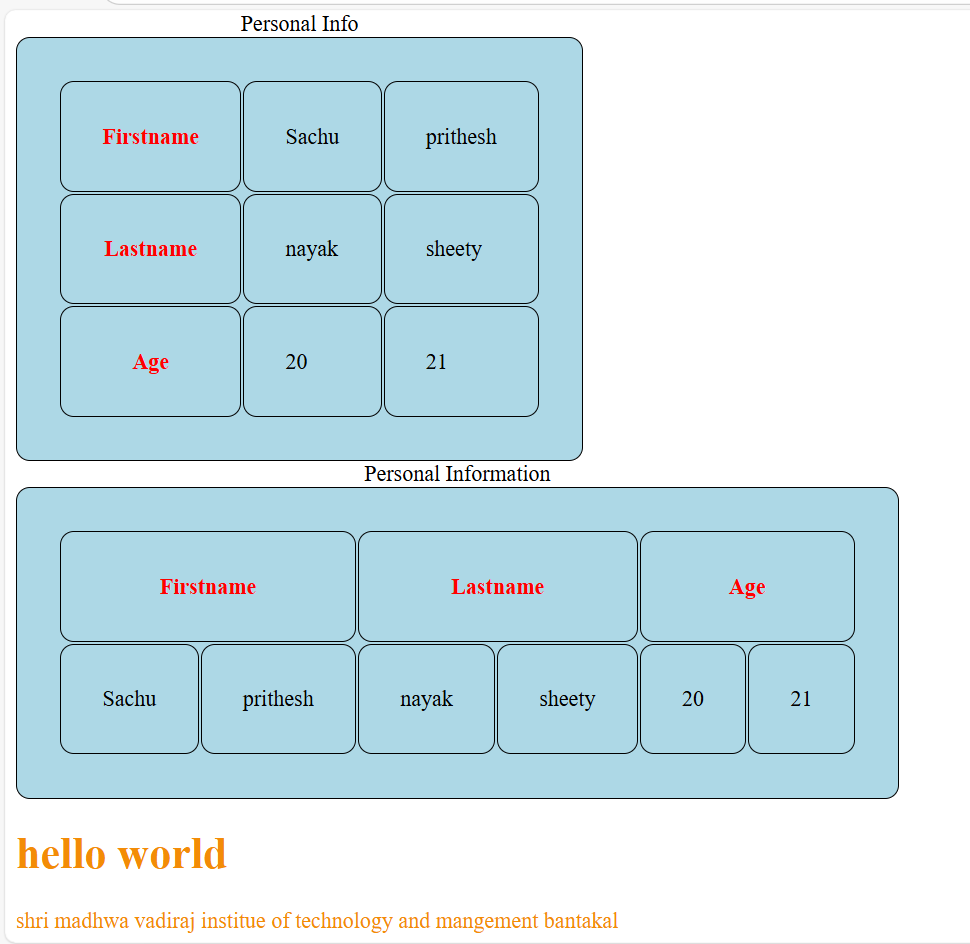 Personal Info
Firstname Sachu prithesh
Lastname nayak sheety
Age 20 21
Personal Information
Firstname Lastname Age
Sachu prithesh nayak sheety 20 21
hello world
shri madhwa vadiraj institue of technology and mangement bantakal